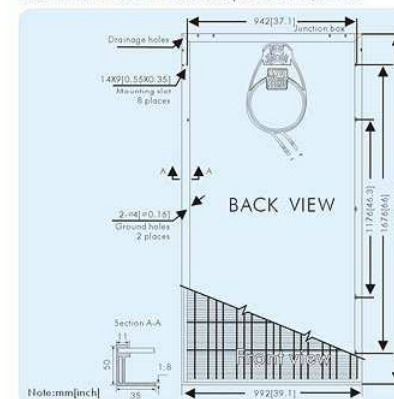 942[37.1]
Junction box
Drainage holes
14X9[0.55X0.35]
Mounting slot
8 places
A A
BACK VIEW
2-ø4[ø0.16]
Ground holes
2 places
1176[46.3]
1676[66]
Section A-A
11
50
1:8
35
Front view
Note:mm[inch]
992[39.1]